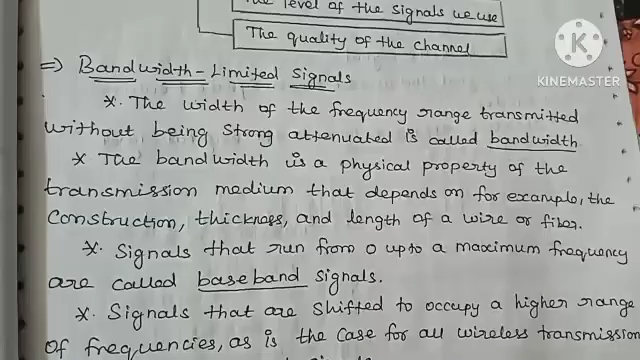 The level of the signals we use
The quality of the channel
KINEMASTER
⇒ Bandwidth-Limited Signals
*. The width of the frequency range transmitted
without being strong attenuated is called bandwidth.
* The bandwidth is a physical property of the
transmission medium that depends on for example, the
construction, thickness, and length of a wire or fiber.
*. Signals that run from 0 upto a maximum frequency
are called baseband signals.
*. Signals that are shifted to occupy a higher range
of frequencies, as is the case for all wireless transmission